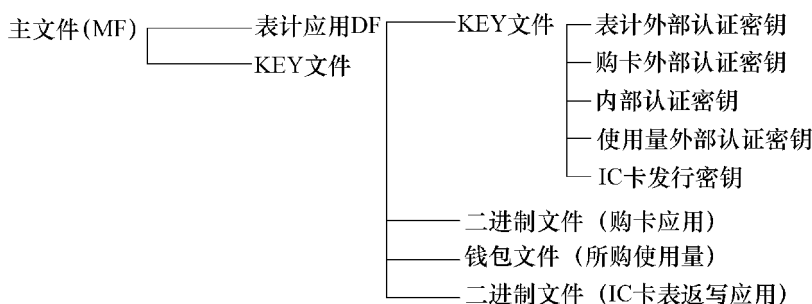 主文件(MF)
表计应用DF
KEY文件
KEY文件
表计外部认证密钥
购卡外部认证密钥
内部认证密钥
使用量外部认证密钥
IC卡发行密钥
二进制文件（购卡应用）
钱包文件（所购使用量）
二进制文件（IC卡表返写应用）